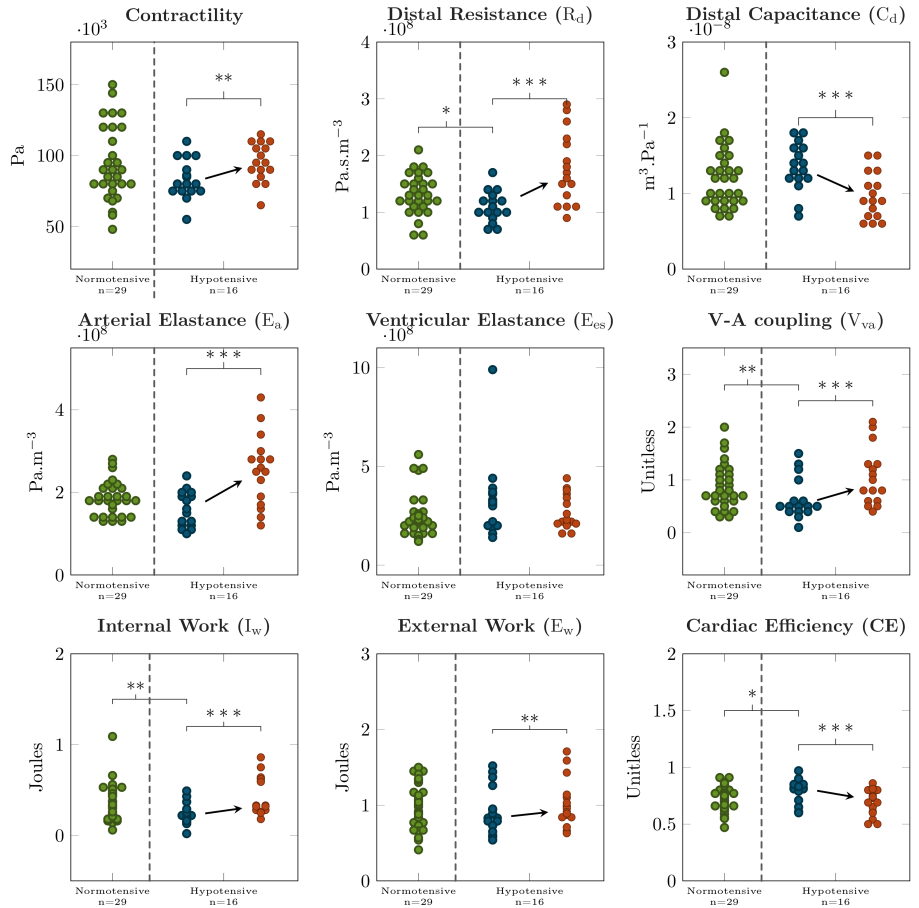 Contractility
·10³
Pa
150
100
50
**
Normotensive
n=29
Hypotensive
n=16
Distal Resistance (R_d)
·10⁸
Pa.s.m⁻³
4
3
2
1
0
*
***
Normotensive
n=29
Hypotensive
n=16
Distal Capacitance (C_d)
·10⁻⁸
m³.Pa⁻¹
3
2
1
0
***
Normotensive
n=29
Hypotensive
n=16
Arterial Elastance (E_a)
·10⁸
Pa.m⁻³
4
2
0
***
Normotensive
n=29
Hypotensive
n=16
Ventricular Elastance (E_es)
·10⁸
Pa.m⁻³
10
5
0
Normotensive
n=29
Hypotensive
n=16
V-A coupling (V_va)
Unitless
3
2
1
0
**
***
Normotensive
n=29
Hypotensive
n=16
Internal Work (I_w)
Joules
2
1
0
**
***
Normotensive
n=29
Hypotensive
n=16
External Work (E_w)
Joules
3
2
1
0
**
Normotensive
n=29
Hypotensive
n=16
Cardiac Efficiency (CE)
Unitless
2
1.5
1
0.5
0
*
***
Normotensive
n=29
Hypotensive
n=16